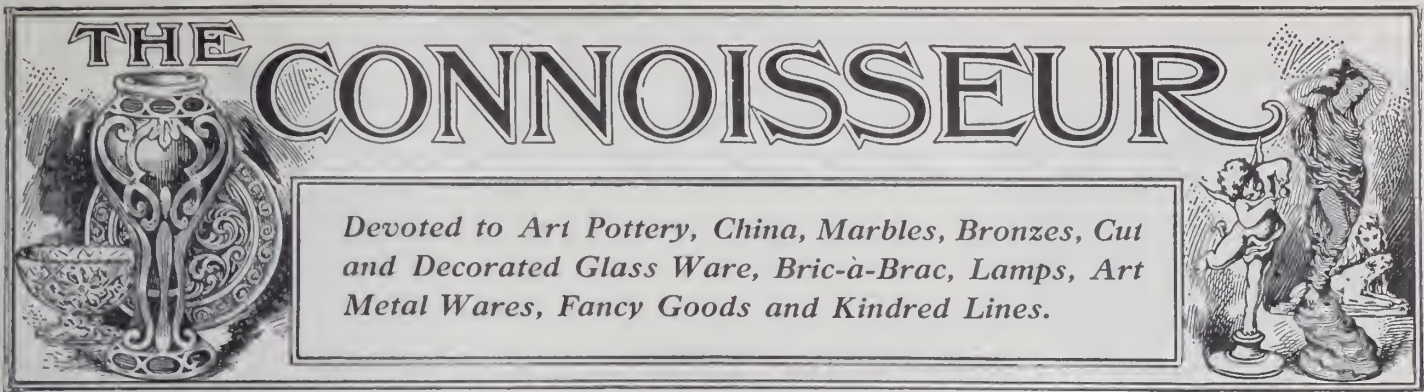 THE CONNOISSEUR
Devoted to Art Pottery, China, Marbles, Bronzes, Cut
and Decorated Glass Ware, Bric-à-Brac, Lamps, Art
Metal Wares, Fancy Goods and Kindred Lines.